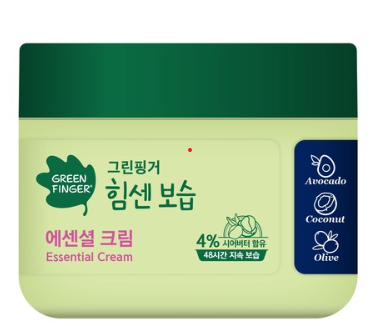 GREEN
FINGER
그린핑거
힘센 보습
에센셜 크림
Essential Cream
4% 시어버터 함유
48시간 지속 보습
Avocado
Coconut
Olive